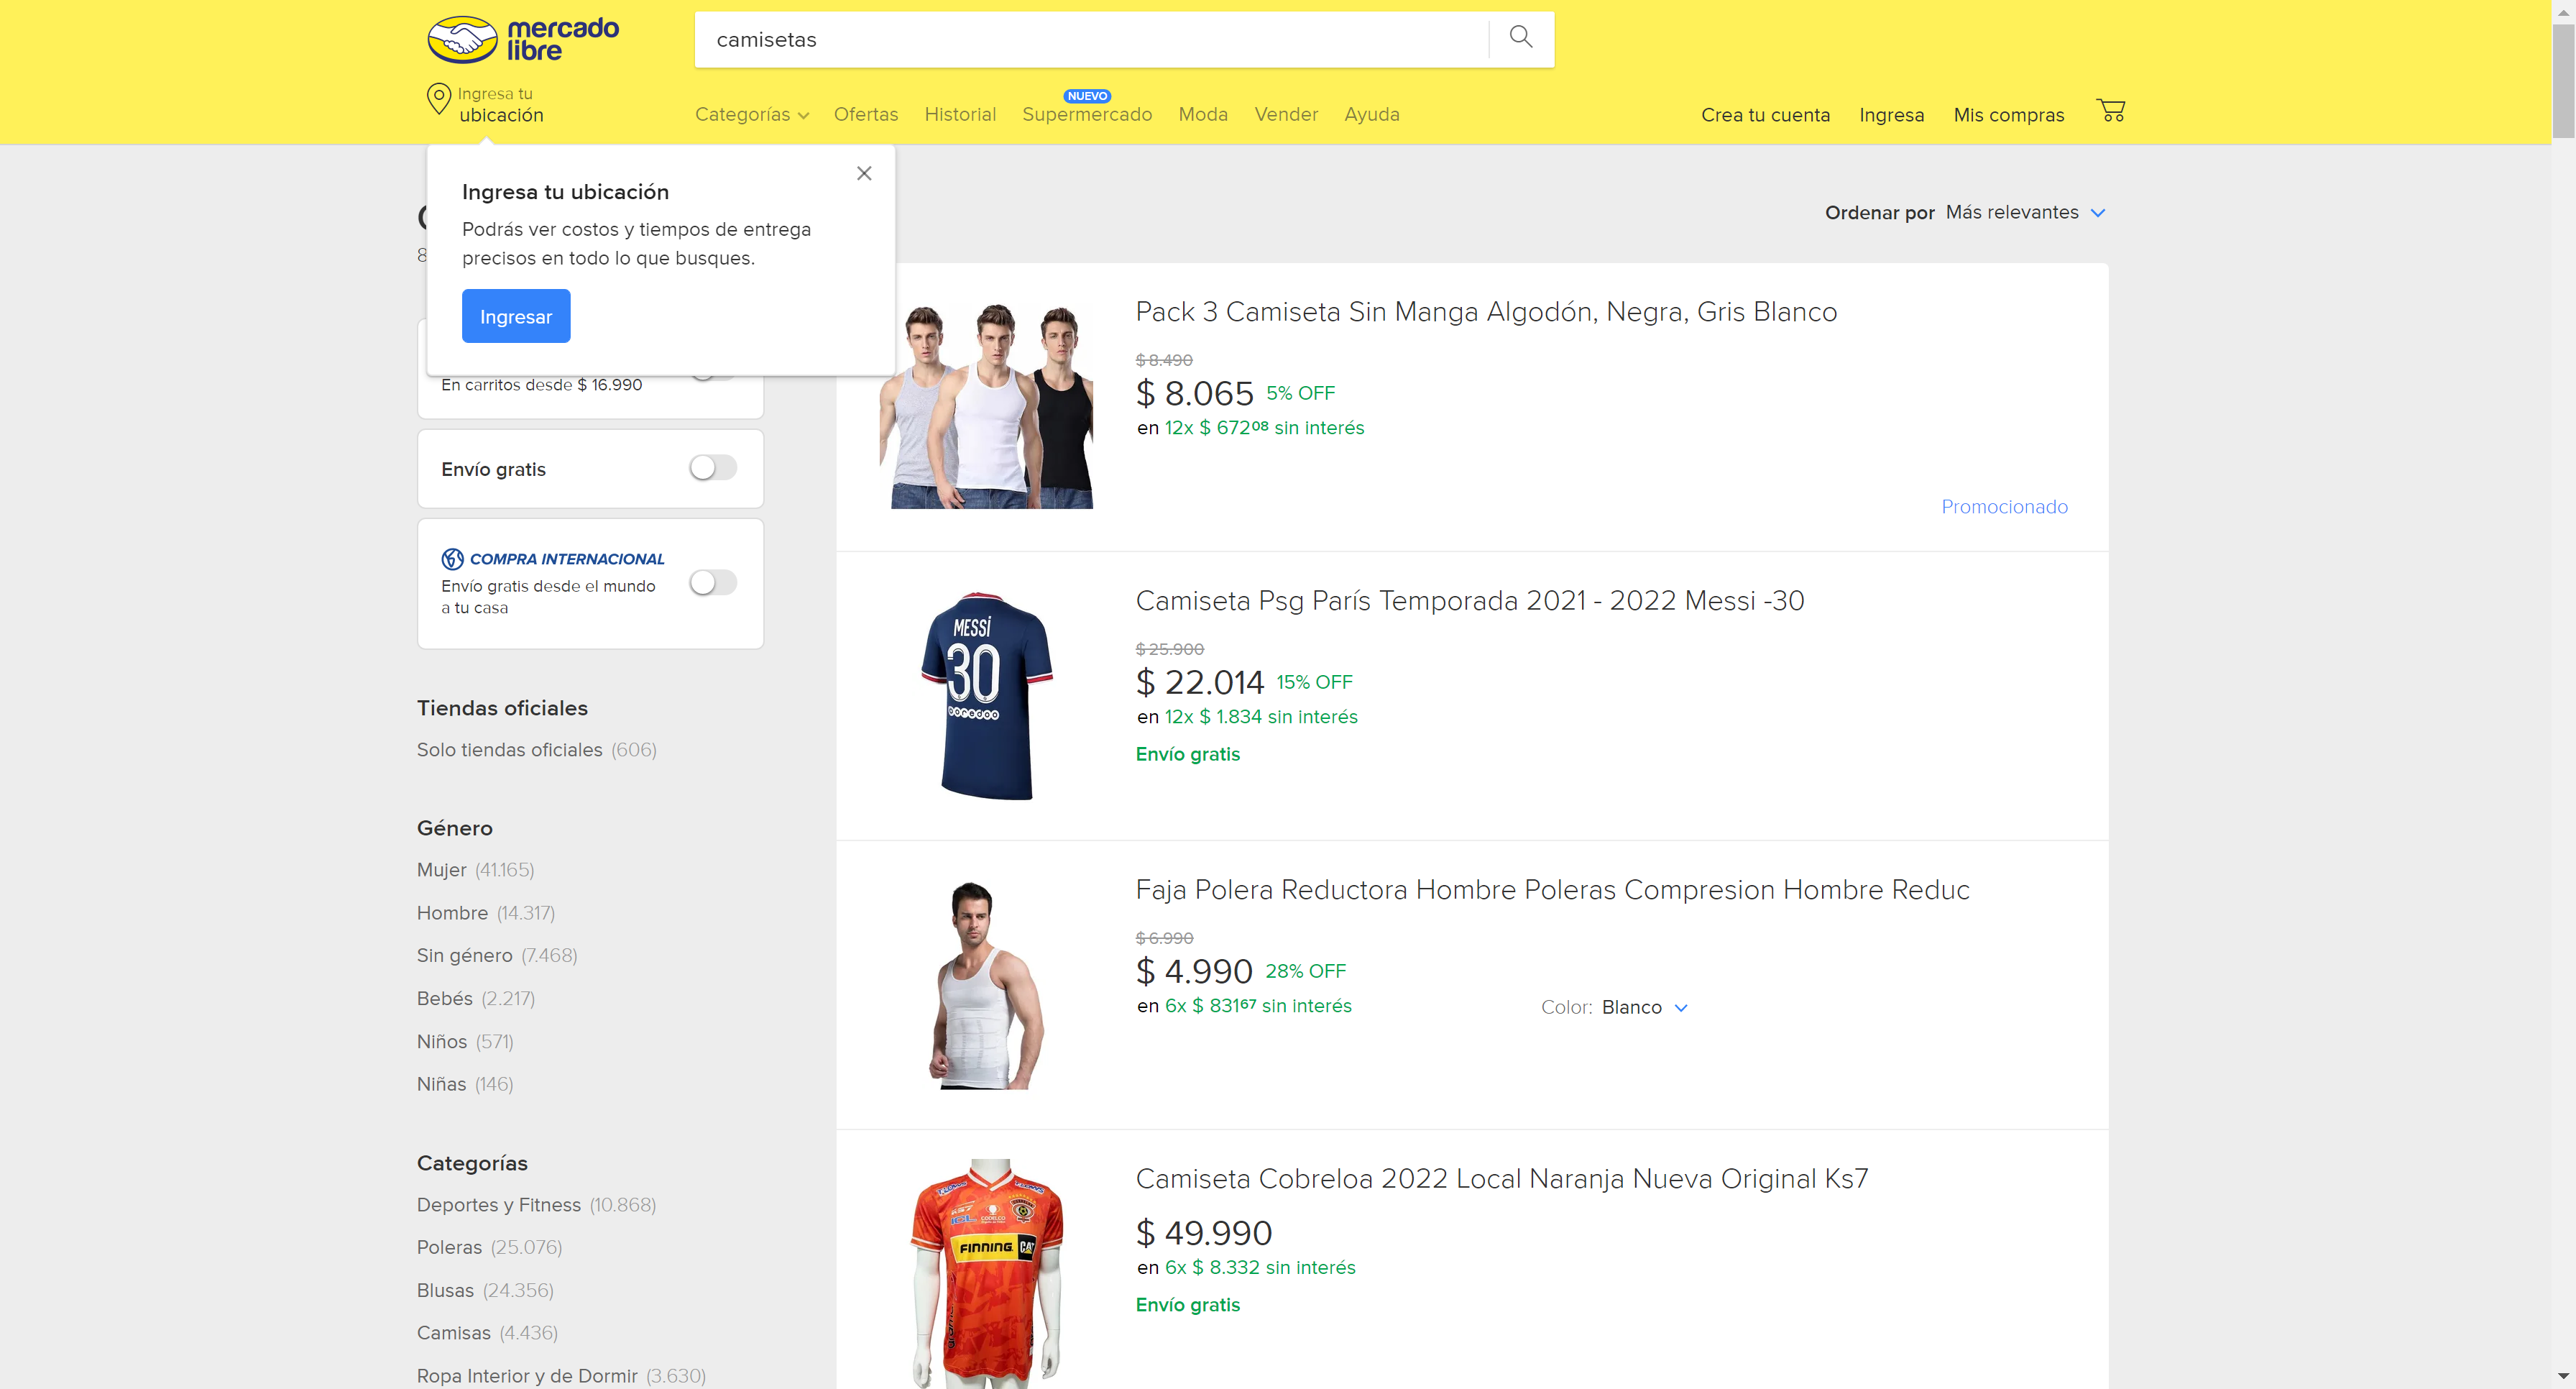 mercado
libre
camisetas
Ingresa tu
ubicación
Categorías
Ofertas
Historial
NUEVO
Supermercado
Moda
Vender
Ayuda
Crea tu cuenta
Ingresa
Mis compras
Ingresa tu ubicación
Podrás ver costos y tiempos de entrega
precisos en todo lo que busques.
Ingresar
Ordenar por Más relevantes
En carritos desde $ 16.990
Envío gratis
COMPRA INTERNACIONAL
Envío gratis desde el mundo
a tu casa
Tiendas oficiales
Solo tiendas oficiales (606)
Género
Mujer (41.165)
Hombre (14.317)
Sin género (7.468)
Bebés (2.217)
Niños (571)
Niñas (146)
Categorías
Deportes y Fitness (10.868)
Poleras (25.076)
Blusas (24.356)
Camisas (4.436)
Ropa Interior y de Dormir (3.630)
Pack 3 Camiseta Sin Manga Algodón, Negra, Gris Blanco
$ 8.490
$ 8.065 5% OFF
en 12x $ 672 08 sin interés
Promocionado
MESSI
30
ooredoo
Camiseta Psg París Temporada 2021 - 2022 Messi -30
$ 25.900
$ 22.014 15% OFF
en 12x $ 1.834 sin interés
Envío gratis
Faja Polera Reductora Hombre Poleras Compresion Hombre Reduc
$ 6.990
$ 4.990 28% OFF
en 6x $ 831 67 sin interés
Color: Blanco
FINNING CAT
Camiseta Cobreloa 2022 Local Naranja Nueva Original Ks7
$ 49.990
en 6x $ 8.332 sin interés
Envío gratis